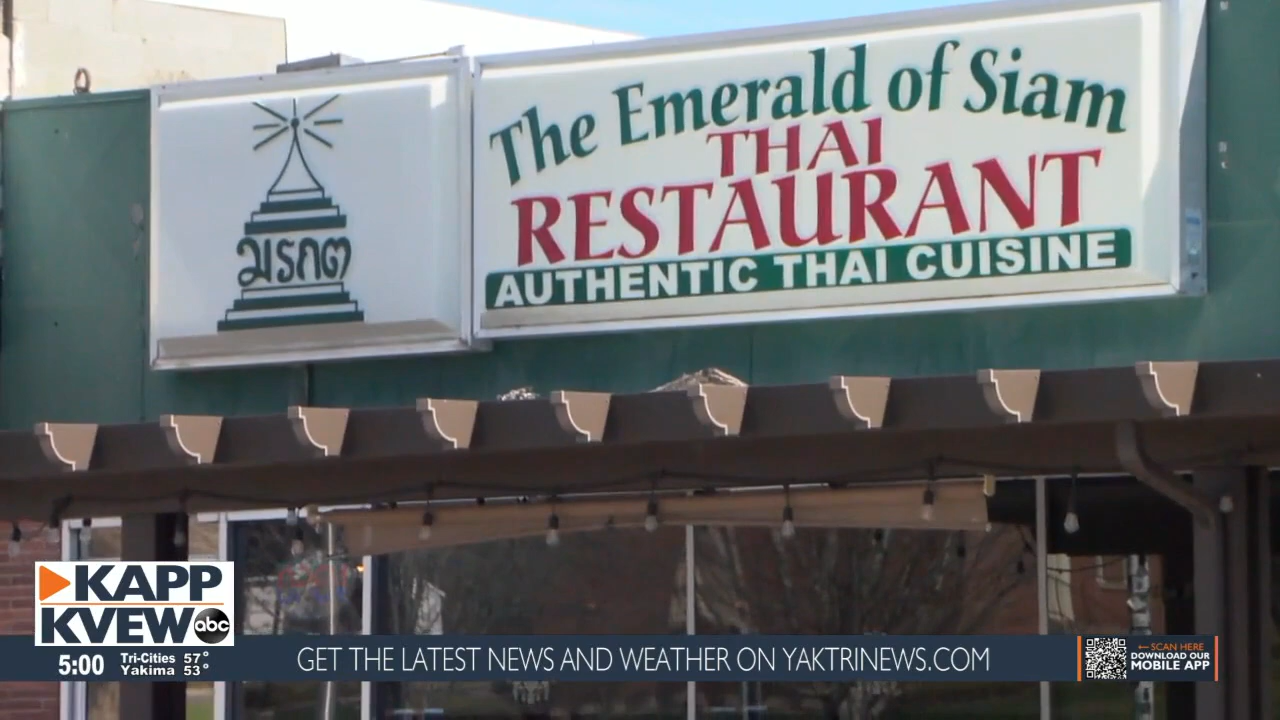 The Emerald of Siam
THAI
RESTAURANT
AUTHENTIC THAI CUISINE
มรกต
KAPP
KVEW abc
5:00 Tri-Cities 57°
Yakima 53°
GET THE LATEST NEWS AND WEATHER ON YAKTRINEWS.COM
←SCAN HERE
DOWNLOAD OUR
MOBILE APP